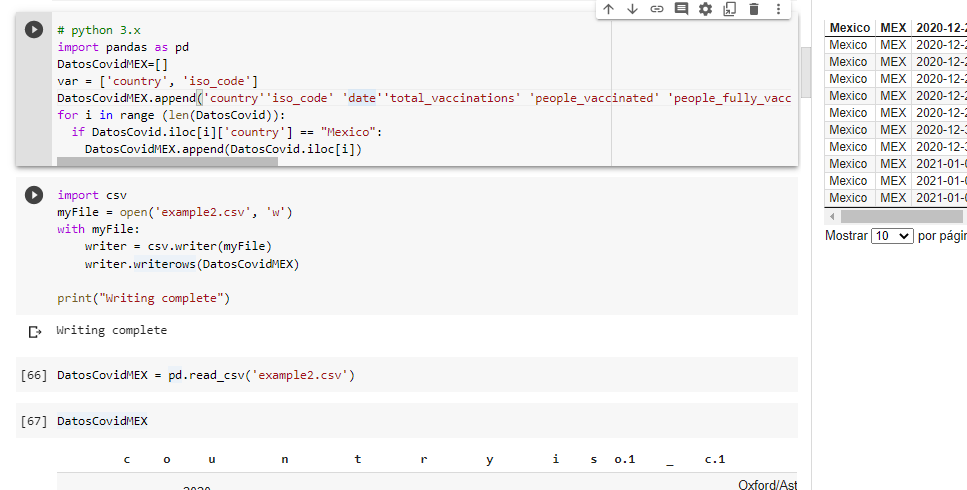 # python 3.x
import pandas as pd
DatosCovidMEX=[]
var = ['country', 'iso_code']
DatosCovidMEX.append('country''iso_code' 'date''total_vaccinations' 'people_vaccinated' 'people_fully_vacc
for i in range (len(DatosCovid)):
if DatosCovid.iloc[i]['country'] == "Mexico":
DatosCovidMEX.append(DatosCovid.iloc[i])
import csv
myFile = open('example2.csv', 'w')
with myFile:
writer = csv.writer(myFile)
writer.writerows(DatosCovidMEX)
print("Writing complete")
Writing complete
[66] DatosCovidMEX = pd.read_csv('example2.csv')
[67] DatosCovidMEX
c o u n t r y i s o.1 _ c.1
2020
Oxford/Ast
Mexico MEX 2020-12-2
Mexico MEX 2020-12-2
Mexico MEX 2020-12-2
Mexico MEX 2020-12-2
Mexico MEX 2020-12-2
Mexico MEX 2020-12-2
Mexico MEX 2020-12-3
Mexico MEX 2020-12-3
Mexico MEX 2021-01-0
Mexico MEX 2021-01-0
Mexico MEX 2021-01-0
Mostrar 10 por págin